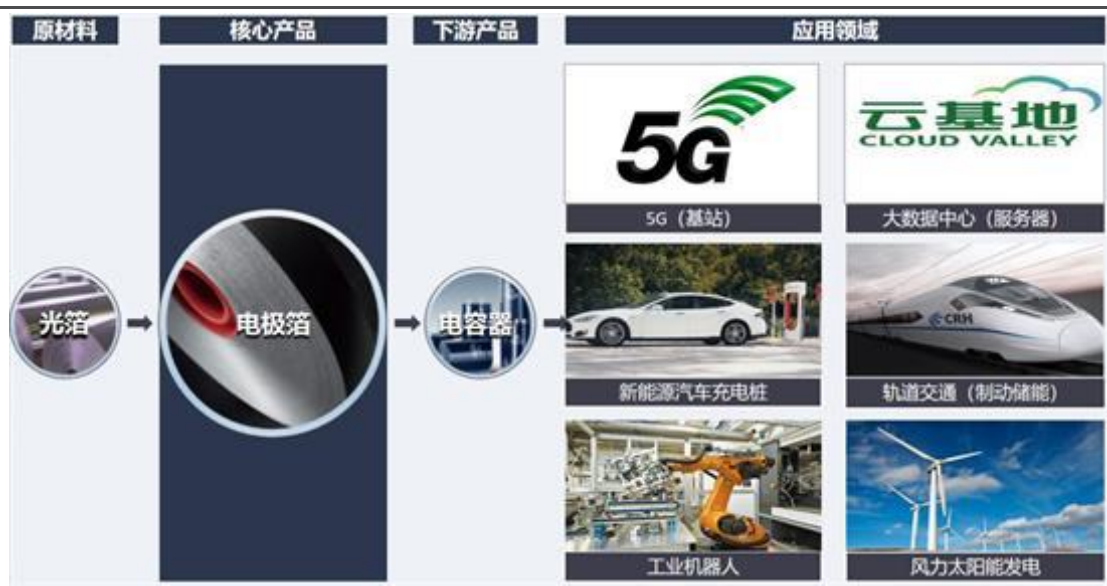 原材料
核心产品
下游产品
应用领域
光箔
电极箔
电容器
5G
云基地
CLOUD VALLEY
5G（基站）
大数据中心（服务器）
CRH
新能源汽车充电桩
轨道交通（制动储能）
工业机器人
风力太阳能发电